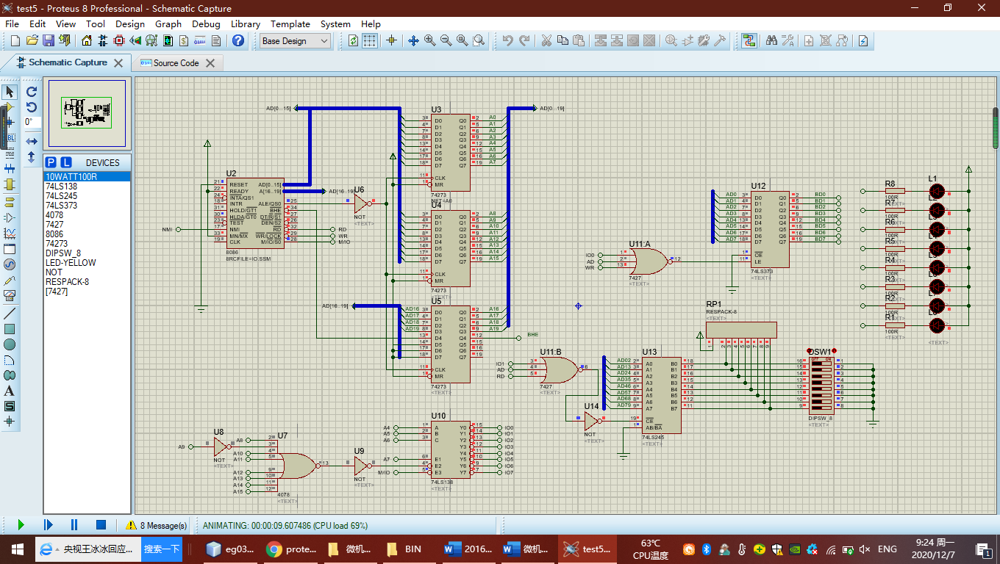 test5 - Proteus 8 Professional - Schematic Capture
File Edit View Tool Design Graph Debug Library Template System Help
Base Design
Schematic Capture
Source Code
0°
P L DEVICES
10WATT100R
74LS138
74LS245
74LS373
4078
7427
8086
74273
DIPSW_8
LED-YELLOW
NOT
RESPACK-8
[7427]
AD[0..15]
U3
D0 Q0 A0
D1 Q1 A1
D2 Q2 A2
D3 Q3 A3
D4 Q4 A4
D5 Q5 A5
D6 Q6 A6
D7 Q7 A7
CLK
MR
74273
NET=A0
AD[0..19]
U2
RESET AD[0..15]
READY A[16..19]
INTA/QS1
INTR ALE/QS0
HOLD/GT1 BHE
HLDA/GT0 DT/R/S1
TEST DEN/S2
NMI RD
MN/MX WR/LOCK
CLK M/IO/S0
8086
SRCFILE=IO.SSM
NMI
RD
WR
M/IO
AD[16..19]
U6
NOT
<TEXT>
U4
D0 Q0 A8
D1 Q1 A9
D2 Q2 A10
D3 Q3 A11
D4 Q4 A12
D5 Q5 A13
D6 Q6 A14
D7 Q7 A15
CLK
MR
74273
<TEXT>
AD[16..19]
U5
AD16 D0 Q0 A16
AD17 D1 Q1 A17
AD18 D2 Q2 A18
AD19 D3 Q3 A19
D4 Q4 BHE
D5 Q5
D6 Q6
D7 Q7
CLK
MR
74273
<TEXT>
U12
AD0 D0 Q0 BD0
AD1 D1 Q1 BD1
AD2 D2 Q2 BD2
AD3 D3 Q3 BD3
AD4 D4 Q4 BD4
AD5 D5 Q5 BD5
AD6 D6 Q6 BD6
AD7 D7 Q7 BD7
OE
LE
74LS373
<TEXT>
U11:A
IO0
AD
WR
7427
<TEXT>
R8 L1
100R
R7
R6
R5
R4
R3
R2
R1
100R
<TEXT>
RP1
RESPACK-8
<TEXT>
U11:B
IO1
AD
RD
7427
<TEXT>
U13
AD02 A0 B0
AD13 A1 B1
AD24 A2 B2
AD35 A3 B3
AD46 A4 B4
AD57 A5 B5
AD68 A6 B6
AD79 A7 B7
CE
AB/BA
74LS245
<TEXT>
U14
NOT
<TEXT>
DSW1
OFF ON
DIPSW_8
<TEXT>
U10
A4 A Y0 IO0
A5 B Y1 IO1
A6 C Y2 IO2
Y3 IO3
Y4 IO4
A7 E1 Y5 IO5
E2 Y6 IO6
M/IO E3 Y7 IO7
74LS138
<TEXT>
U8
A9
NOT
<TEXT>
U7
A8
A10
A11
A12
A13
A14
A15
4078
<TEXT>
U9
NOT
<TEXT>
8 Message(s)
ANIMATING: 00:00:09.607486 (CPU load 69%)
央视王冰冰回应...
搜索一下
eg03...
prote...
微机...
BIN
2016...
微机...
test5...
63℃
CPU温度
ENG
9:24 周一
2020/12/7
1